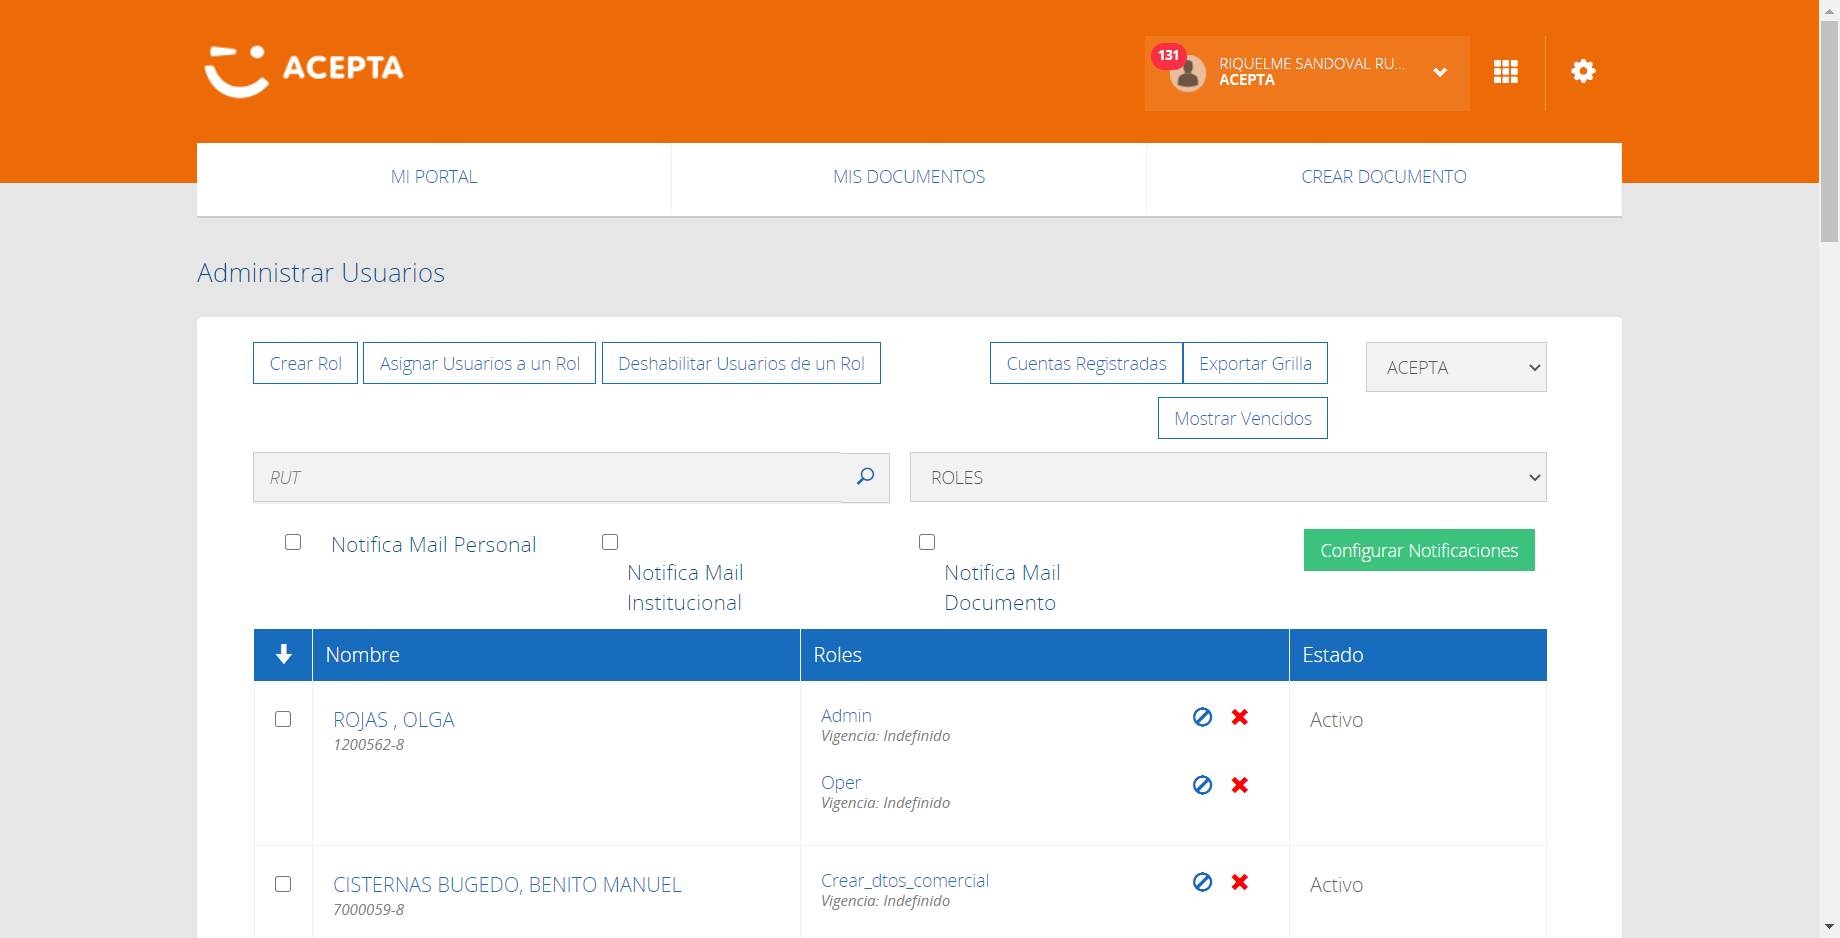 ACEPTA
131
RIQUELME SANDOVAL RU...
ACEPTA
MI PORTAL
MIS DOCUMENTOS
CREAR DOCUMENTO
Administrar Usuarios
Crear Rol
Asignar Usuarios a un Rol
Deshabilitar Usuarios de un Rol
Cuentas Registradas
Exportar Grilla
ACEPTA
Mostrar Vencidos
RUT
ROLES
Notifica Mail Personal
Notifica Mail
Institucional
Notifica Mail
Documento
Configurar Notificaciones
Nombre
Roles
Estado
ROJAS , OLGA
1200562-8
Admin
Vigencia: Indefinido
Oper
Vigencia: Indefinido
Activo
CISTERNAS BUGEDO, BENITO MANUEL
7000059-8
Crear_dtos_comercial
Vigencia: Indefinido
Activo